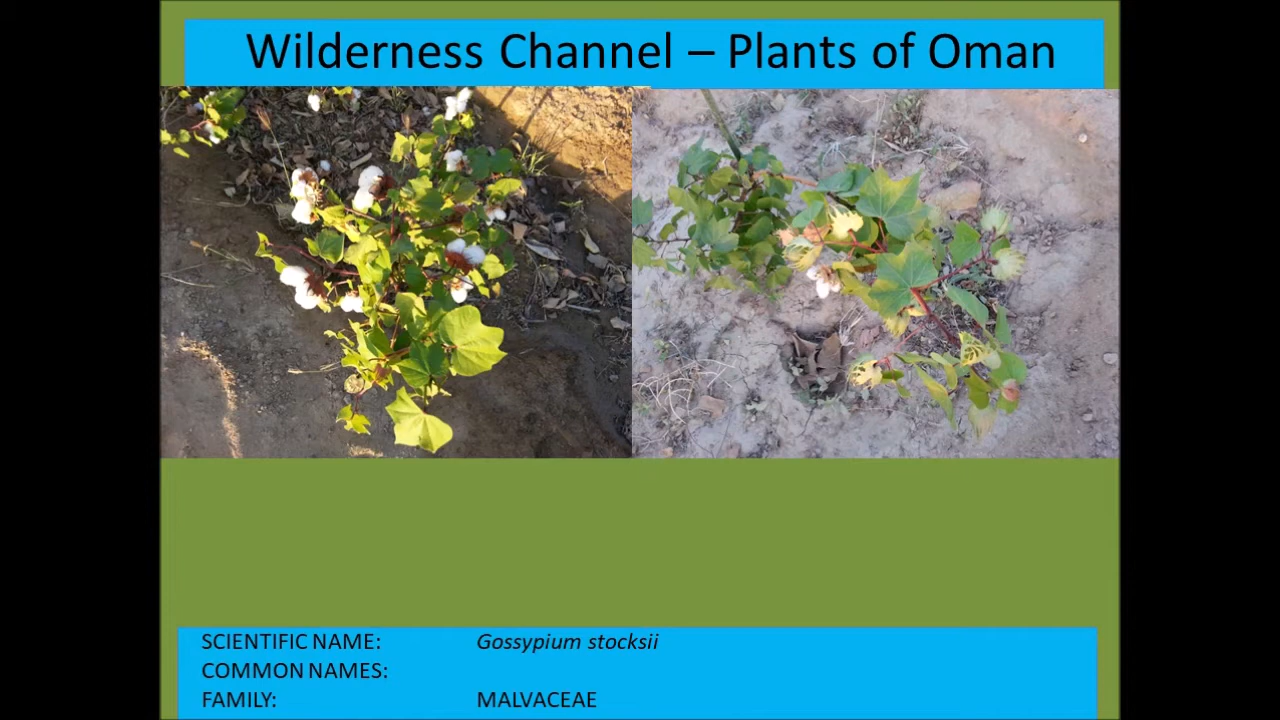 Wilderness Channel – Plants of Oman
SCIENTIFIC NAME: Gossypium stocksii
COMMON NAMES:
FAMILY: MALVACEAE